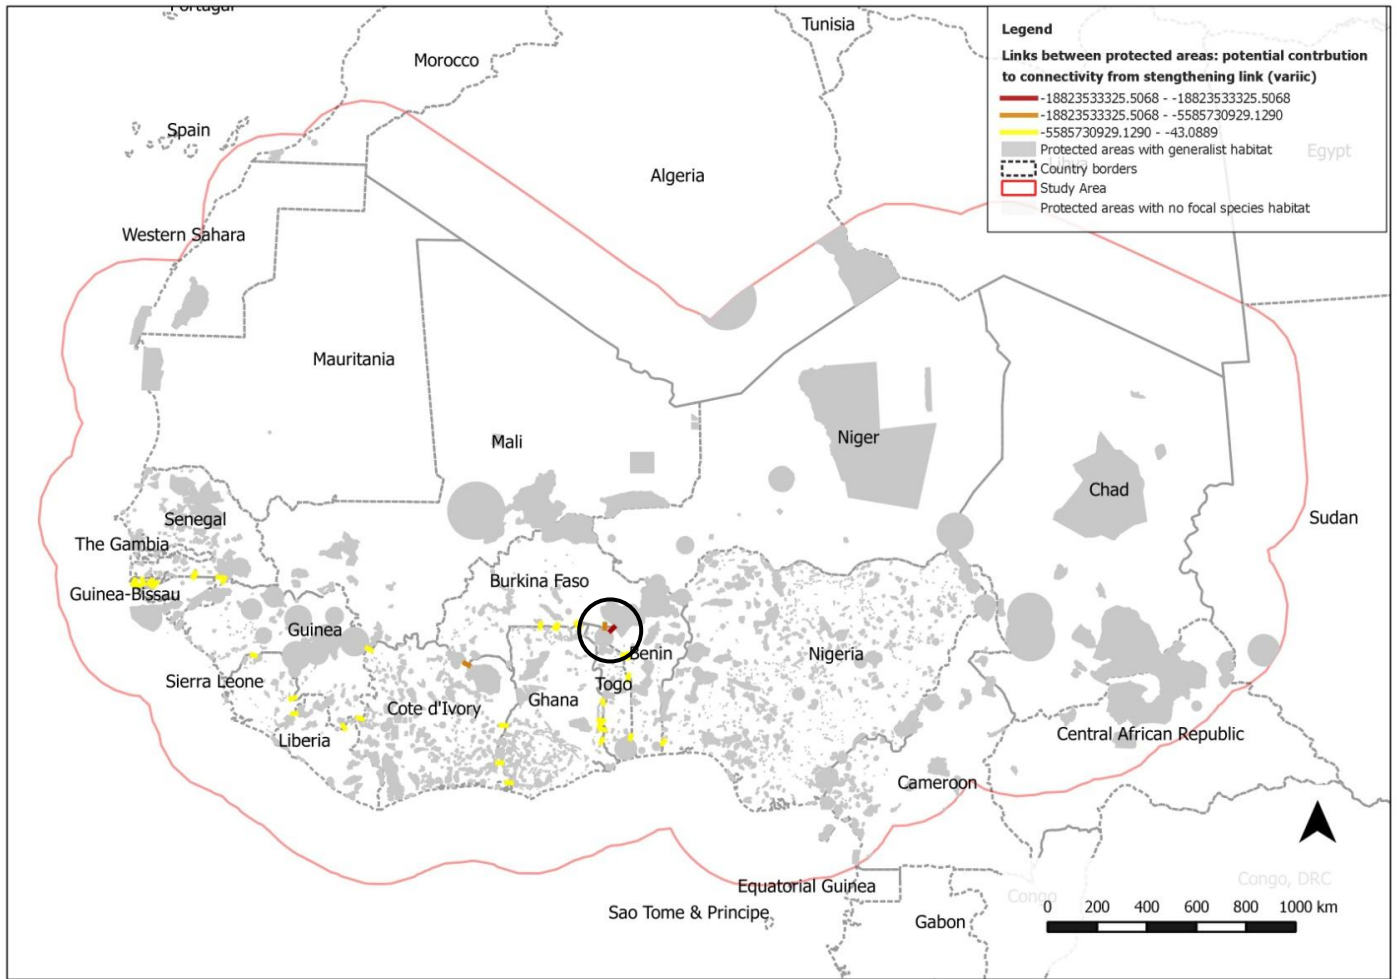 Portugal
Tunisia
Morocco
Spain
Algeria
Western Sahara
Legend
Links between protected areas: potential contrbution
to connectivity from stengthening link (variic)
-18823533325.5068 - -18823533325.5068
-18823533325.5068 - -5585730929.1290
-5585730929.1290 - -43.0889
Protected areas with generalist habitat
Country borders
Study Area
Protected areas with no focal species habitat
Libya
Egypt
Mauritania
Mali
Niger
Chad
Sudan
Senegal
The Gambia
Guinea-Bissau
Burkina Faso
Guinea
Benin
Nigeria
Sierra Leone
Togo
Ghana
Cote d'Ivory
Liberia
Central African Republic
Cameroon
Equatorial Guinea
Sao Tome & Principe
Gabon
Congo
Congo, DRC
0 200 400 600 800 1000 km